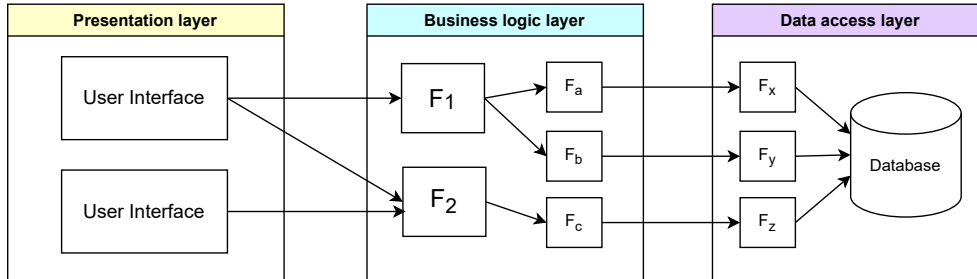 Presentation layer
User Interface
User Interface
Business logic layer
F1
F2
Fa
Fb
Fc
Data access layer
Fx
Fy
Fz
Database